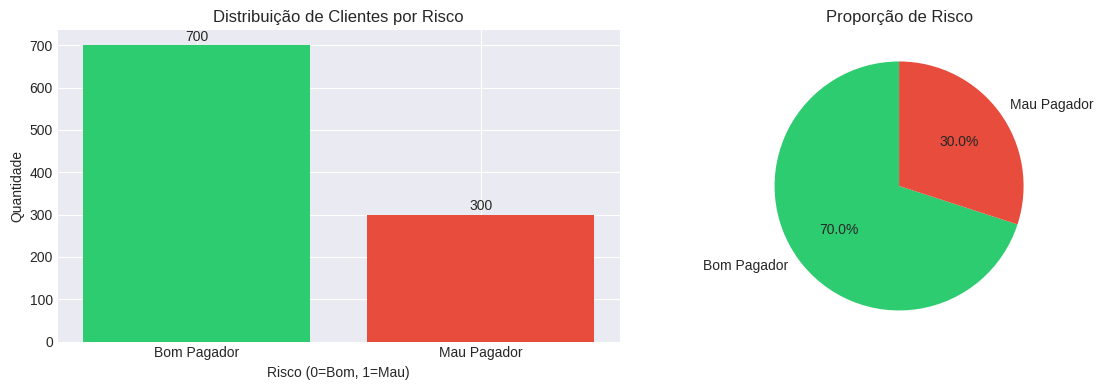 Distribuição de Clientes por Risco
700
700
600
500
400
300
300
200
100
0
Quantidade
Bom Pagador
Mau Pagador
Risco (0=Bom, 1=Mau)
Proporção de Risco
Mau Pagador
30.0%
70.0%
Bom Pagador